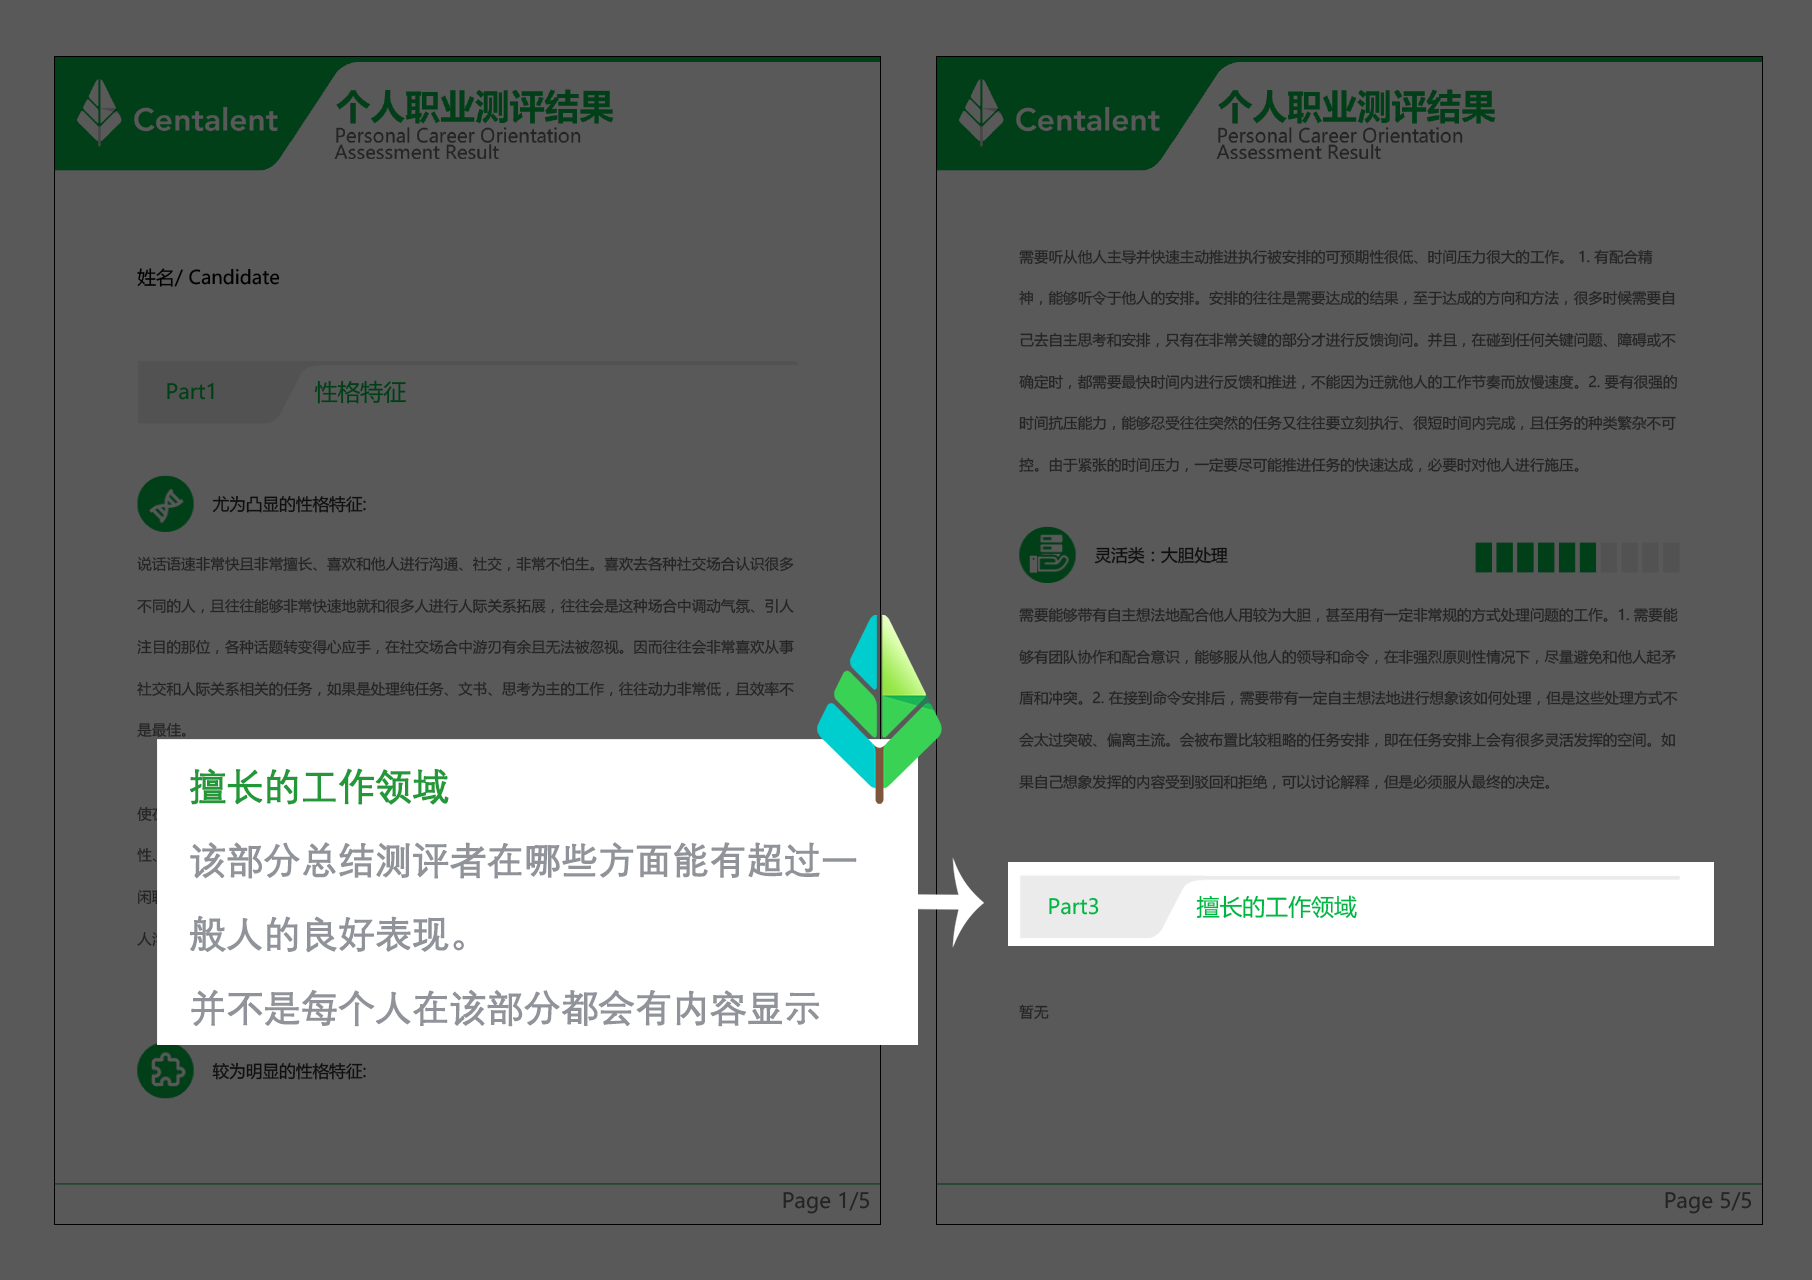 Centalent
个人职业测评结果
Personal Career Orientation
Assessment Result
姓名/ Candidate
Part1
性格特征
尤为凸显的性格特征:
说话语速非常快且非常擅长、喜欢和他人进行沟通、社交，非常不怕生。喜欢去各种社交场合认识很多
不同的人，且往往能够非常快速地就和很多人进行人际关系拓展，往往会是这种场合中调动气氛、引人
注目的那位，各种话题转变得心应手，在社交场合中游刃有余且无法被忽视。因而往往会非常喜欢从事
社交和人际关系相关的任务，如果是处理纯任务、文书、思考为主的工作，往往动力非常低，且效率不
是最佳。
使
性、
闲
人
擅长的工作领域
该部分总结测评者在哪些方面能有超过一
般人的良好表现。
并不是每个人在该部分都会有内容显示
较为明显的性格特征:
Page 1/5
Centalent
个人职业测评结果
Personal Career Orientation
Assessment Result
需要听从他人主导并快速主动推进执行被安排的可预期性很低、时间压力很大的工作。 1. 有配合精
神，能够听令于他人的安排。安排的往往是需要达成的结果，至于达成的方向和方法，很多时候需要自
己去自主思考和安排，只有在非常关键的部分才进行反馈询问。并且，在碰到任何关键问题、障碍或不
确定时，都需要最快时间内进行反馈和推进，不能因为迁就他人的工作节奏而放慢速度。2. 要有很强的
时间抗压能力，能够忍受往往突然的任务又往往要立刻执行、很短时间内完成，且任务的种类繁杂不可
控。由于紧张的时间压力，一定要尽可能推进任务的快速达成，必要时对他人进行施压。
灵活类：大胆处理
需要能够带有自主想法地配合他人用较为大胆，甚至用有一定非常规的方式处理问题的工作。1. 需要能
够有团队协作和配合意识，能够服从他人的领导和命令，在非强烈原则性情况下，尽量避免和他人起矛
盾和冲突。2. 在接到命令安排后，需要带有一定自主想法地进行想象该如何处理，但是这些处理方式不
会太过突破、偏离主流。会被布置比较粗略的任务安排，即在任务安排上会有很多灵活发挥的空间。如
果自己想象发挥的内容受到驳回和拒绝，可以讨论解释，但是必须服从最终的决定。
Part3
擅长的工作领域
暂无
Page 5/5